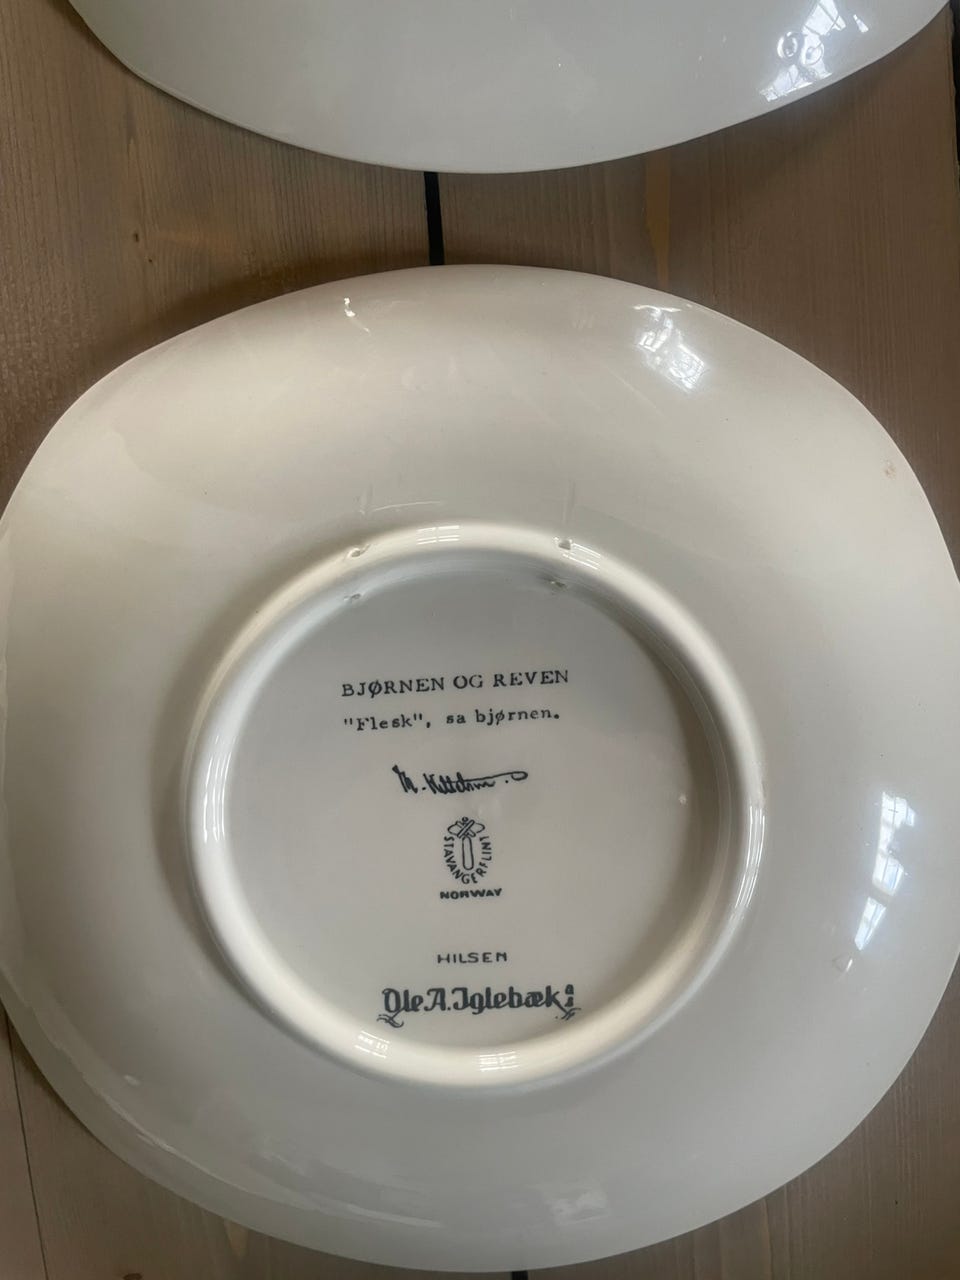 BJØRNEN OG REVEN
"Flesk", sa bjørnen.
STAVANGERFLINT
NORWAY
HILSEN
Ole A. Iglebæk a/s